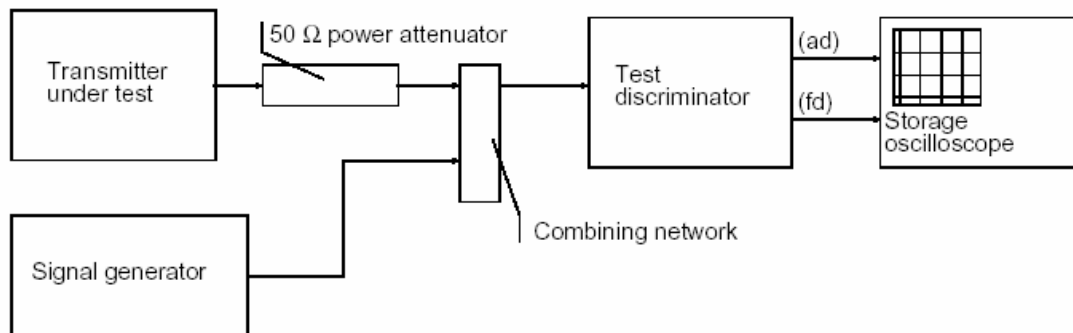 50 Ω power attenuator
Transmitter
under test
Test
discriminator
(ad)
(fd)
Storage
oscilloscope
Combining network
Signal generator